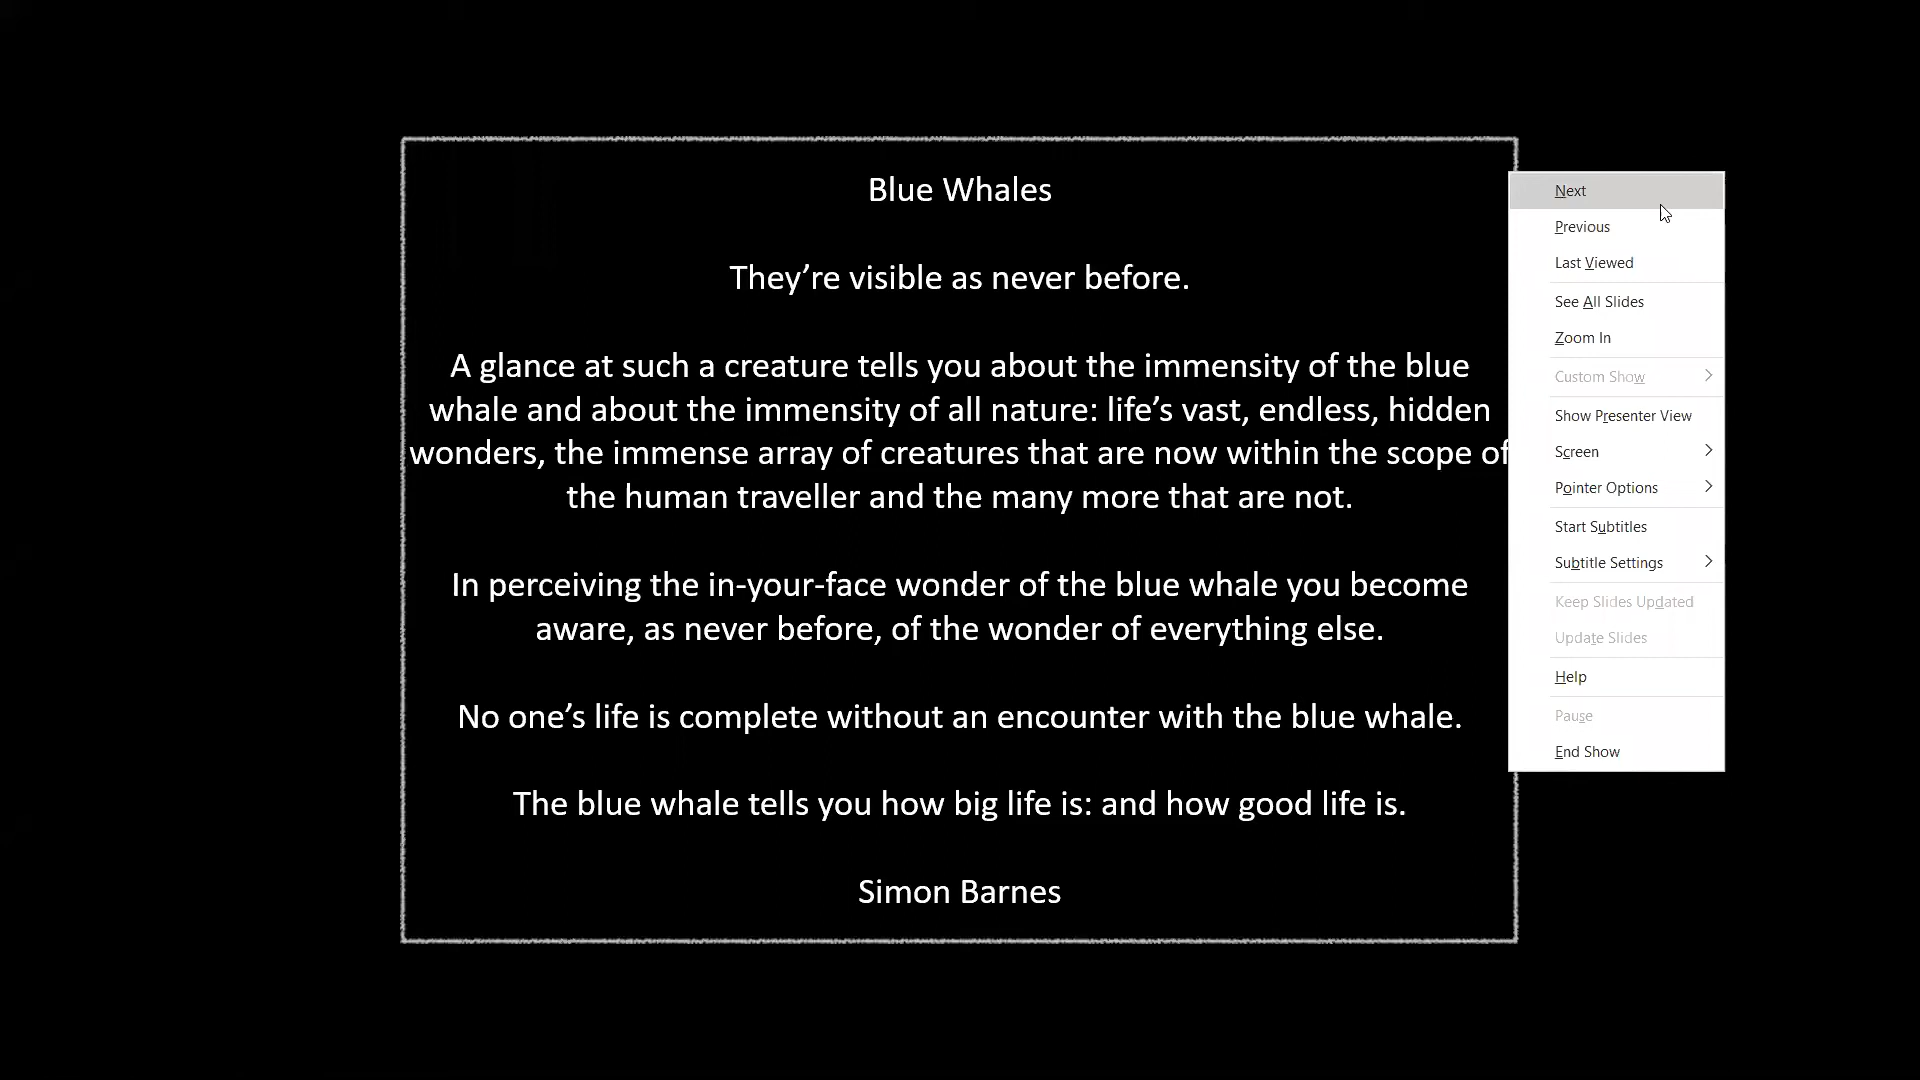 Blue Whales
They’re visible as never before.
A glance at such a creature tells you about the immensity of the blue
whale and about the immensity of all nature: life’s vast, endless, hidden
wonders, the immense array of creatures that are now within the scope of
the human traveller and the many more that are not.
In perceiving the in-your-face wonder of the blue whale you become
aware, as never before, of the wonder of everything else.
No one’s life is complete without an encounter with the blue whale.
The blue whale tells you how big life is: and how good life is.
Simon Barnes
Next
Previous
Last Viewed
See All Slides
Zoom In
Custom Show
Show Presenter View
Screen
Pointer Options
Start Subtitles
Subtitle Settings
Keep Slides Updated
Update Slides
Help
Pause
End Show